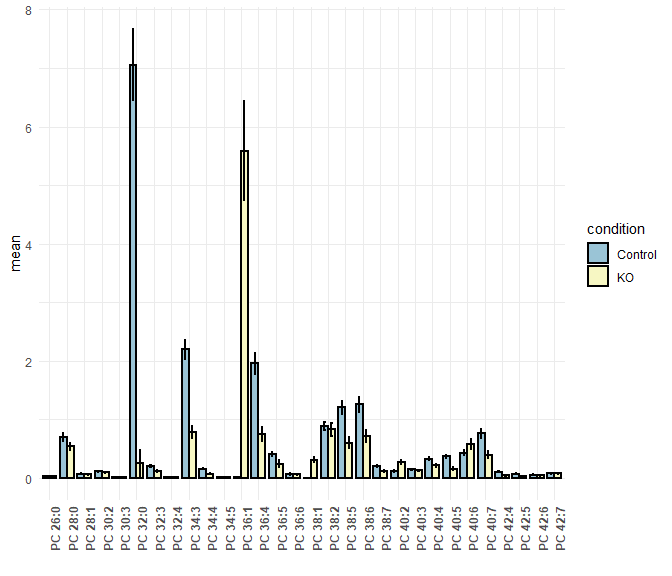 8
6
4
2
0
mean
PC 26:0
PC 28:0
PC 28:1
PC 30:2
PC 30:3
PC 32:0
PC 32:3
PC 32:4
PC 34:3
PC 34:4
PC 34:5
PC 36:1
PC 36:4
PC 36:5
PC 36:6
PC 38:1
PC 38:2
PC 38:5
PC 38:6
PC 38:7
PC 40:2
PC 40:3
PC 40:4
PC 40:5
PC 40:6
PC 40:7
PC 42:4
PC 42:5
PC 42:6
PC 42:7
condition
Control
KO